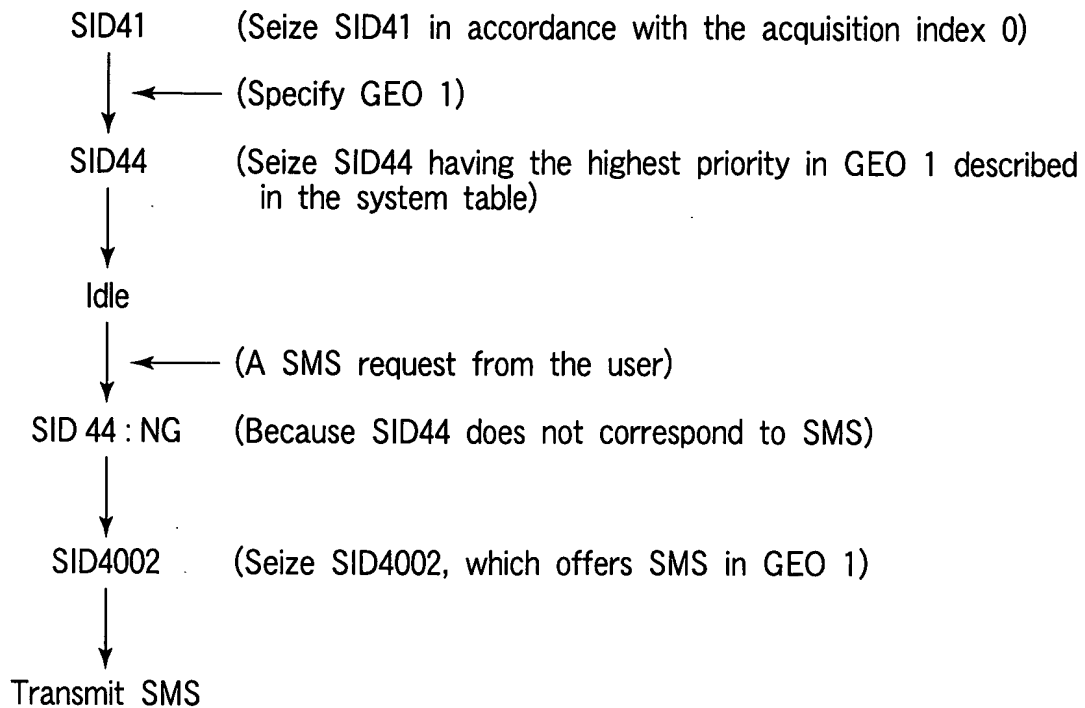 SID41 (Seize SID41 in accordance with the acquisition index 0)
(Specify GEO 1)
SID44 (Seize SID44 having the highest priority in GEO 1 described
in the system table)
Idle
(A SMS request from the user)
SID 44 : NG (Because SID44 does not correspond to SMS)
SID4002 (Seize SID4002, which offers SMS in GEO 1)
Transmit SMS